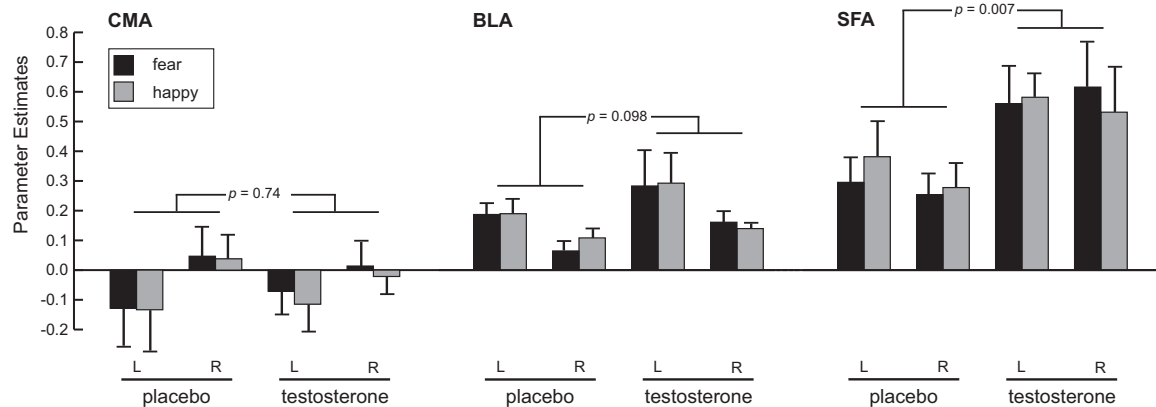 CMA BLA SFA
p = 0.007
0.8
fear
0.7
happy
0.6
0.5
p = 0.098
0.4
0.3
p = 0.74
0.2
0.1
0.0
-0.1
-0.2
Parameter Estimates
L R L R L R L R L R L R
placebo testosterone placebo testosterone placebo testosterone